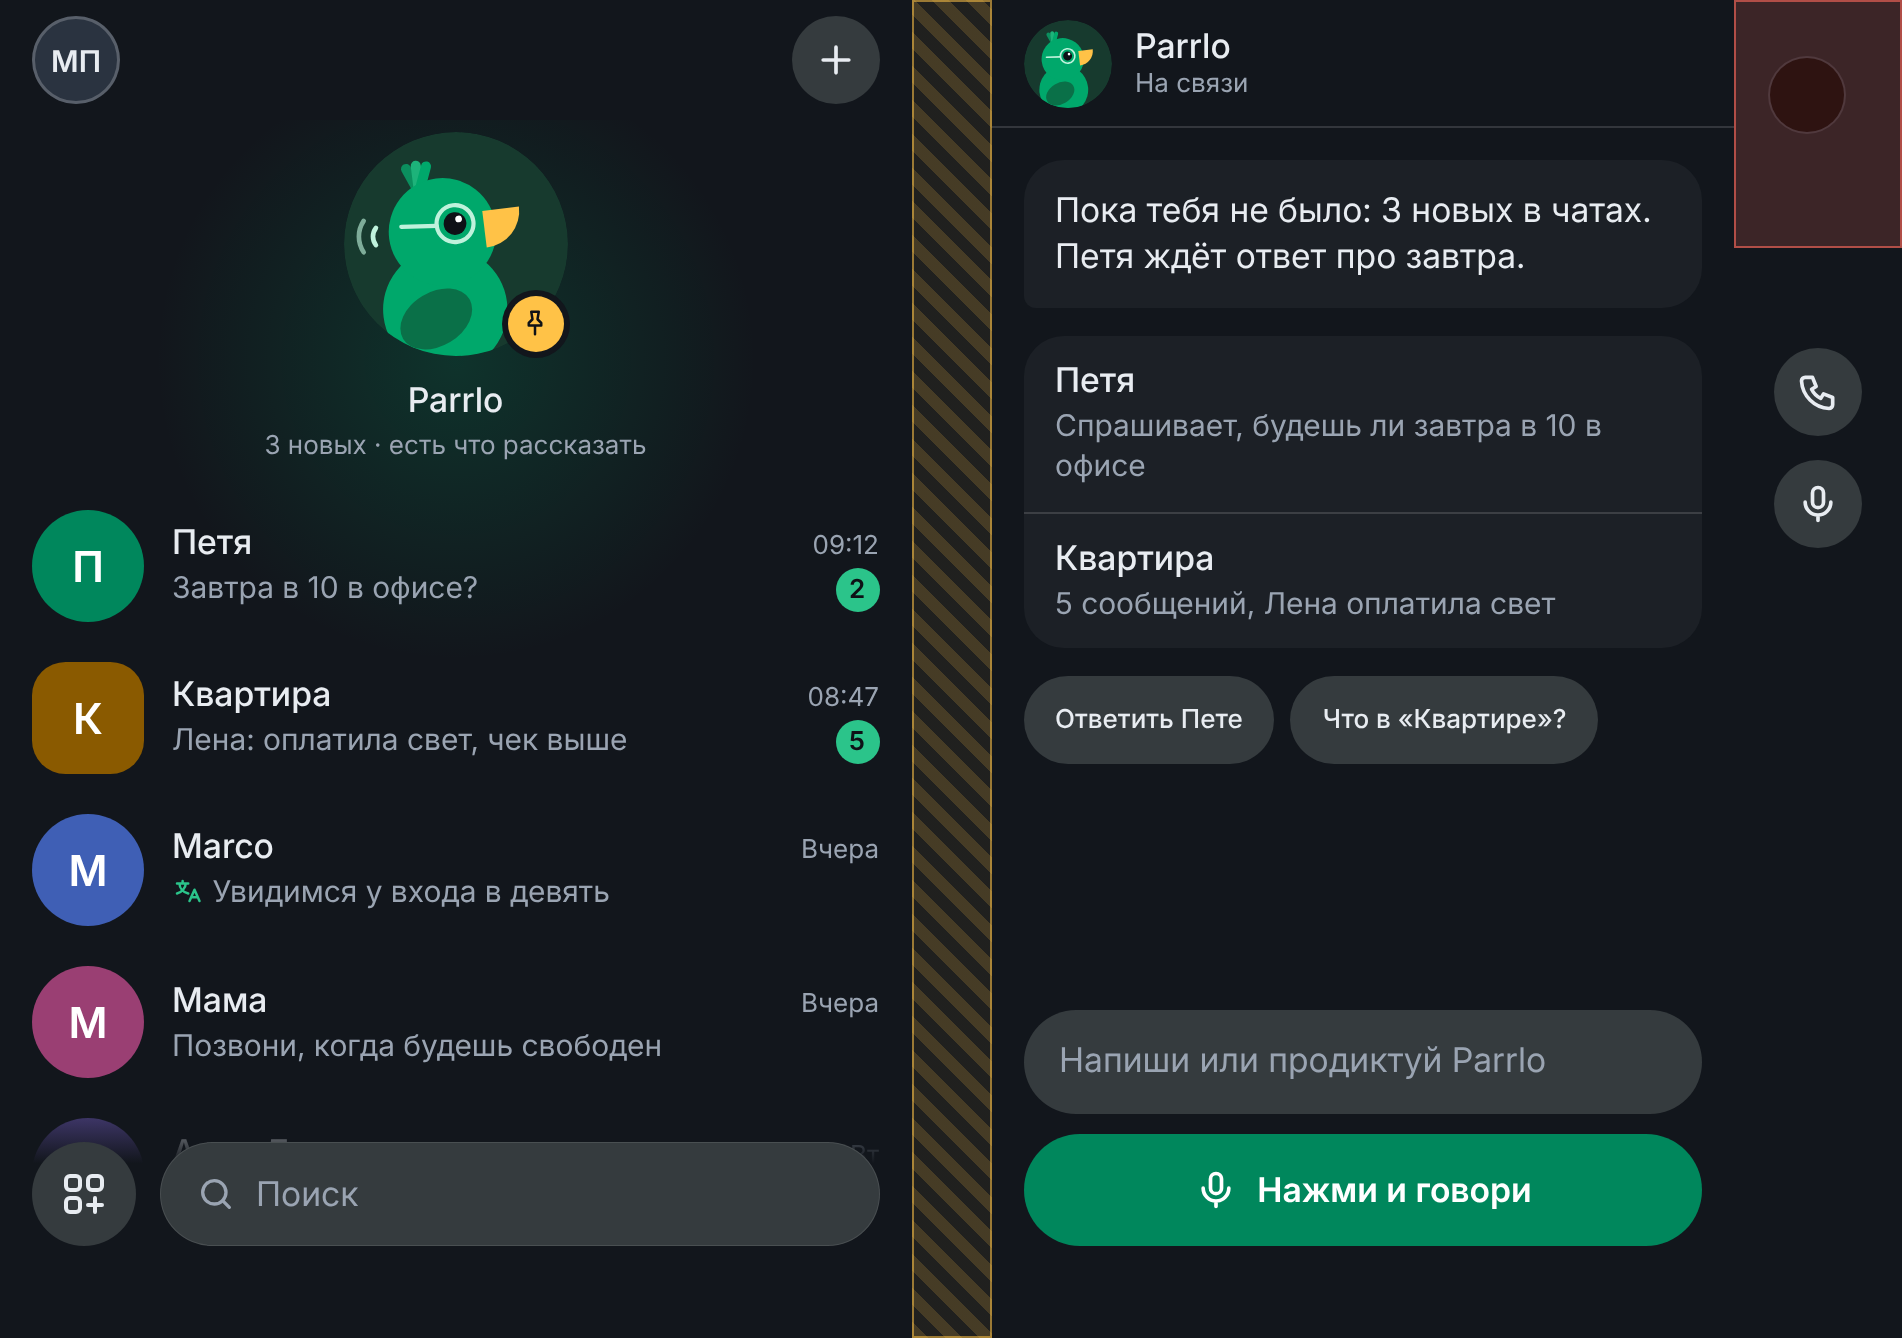 МП
Parrlo
3 новых · есть что рассказать
Петя
09:12
Завтра в 10 в офисе?
2
П
Квартира
08:47
Лена: оплатила свет, чек выше
5
К
Marco
Вчера
Увидимся у входа в девять
M
Мама
Вчера
Позвони, когда будешь свободен
М
Поиск
Parrlo
На связи
Пока тебя не было: 3 новых в чатах.
Петя ждёт ответ про завтра.
Петя
Спрашивает, будешь ли завтра в 10 в
офисе
Квартира
5 сообщений, Лена оплатила свет
Ответить Пете
Что в «Квартире»?
Напиши или продиктуй Parrlo
Нажми и говори